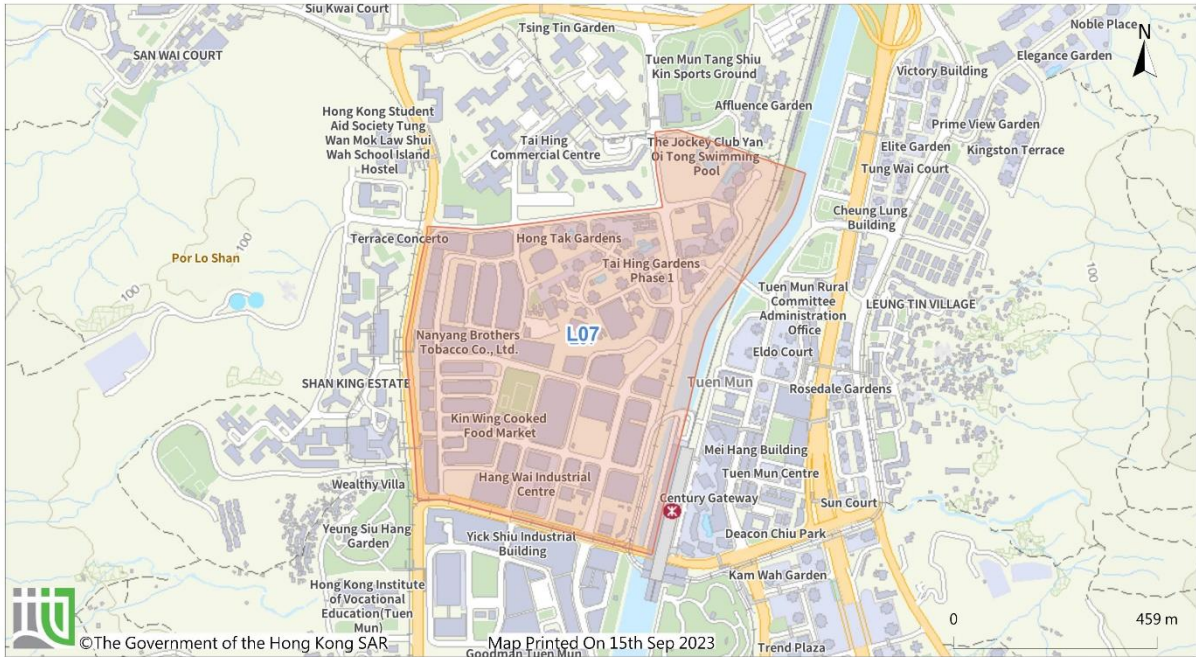 Siu Kwai Court
Tsing Tin Garden
Noble Place
N
SAN WAI COURT
Tuen Mun Tang Shiu
Kin Sports Ground
Elegance Garden
Victory Building
Affluence Garden
Hong Kong Student
Aid Society Tung
Wan Mok Law Shui
Wah School Island
Hostel
Tai Hing
Commercial Centre
The Jockey Club Yan
Oi Tong Swimming
Pool
Prime View Garden
Elite Garden
Kingston Terrace
Tung Wai Court
Cheung Lung
Building
Terrace Concerto
Hong Tak Gardens
100
Por Lo Shan
Tai Hing Gardens
Phase 1
100
100
Tuen Mun Rural
Committee
Administration
Office
LEUNG TIN VILLAGE
L07
Nanyang Brothers
Tobacco Co., Ltd.
Eldo Court
SHAN KING ESTATE
Tuen Mun
Rosedale Gardens
Kin Wing Cooked
Food Market
Mei Hang Building
Tuen Mun Centre
Hang Wai Industrial
Centre
Wealthy Villa
Century Gateway
Sun Court
Yeung Siu Hang
Garden
Yick Shiu Industrial
Building
Deacon Chiu Park
Kam Wah Garden
Hong Kong Institute
of Vocational
Education(Tuen
Mun)
0
459 m
©The Government of the Hong Kong SAR
Map Printed On 15th Sep 2023
Goodman Tuen Mun
Trend Plaza